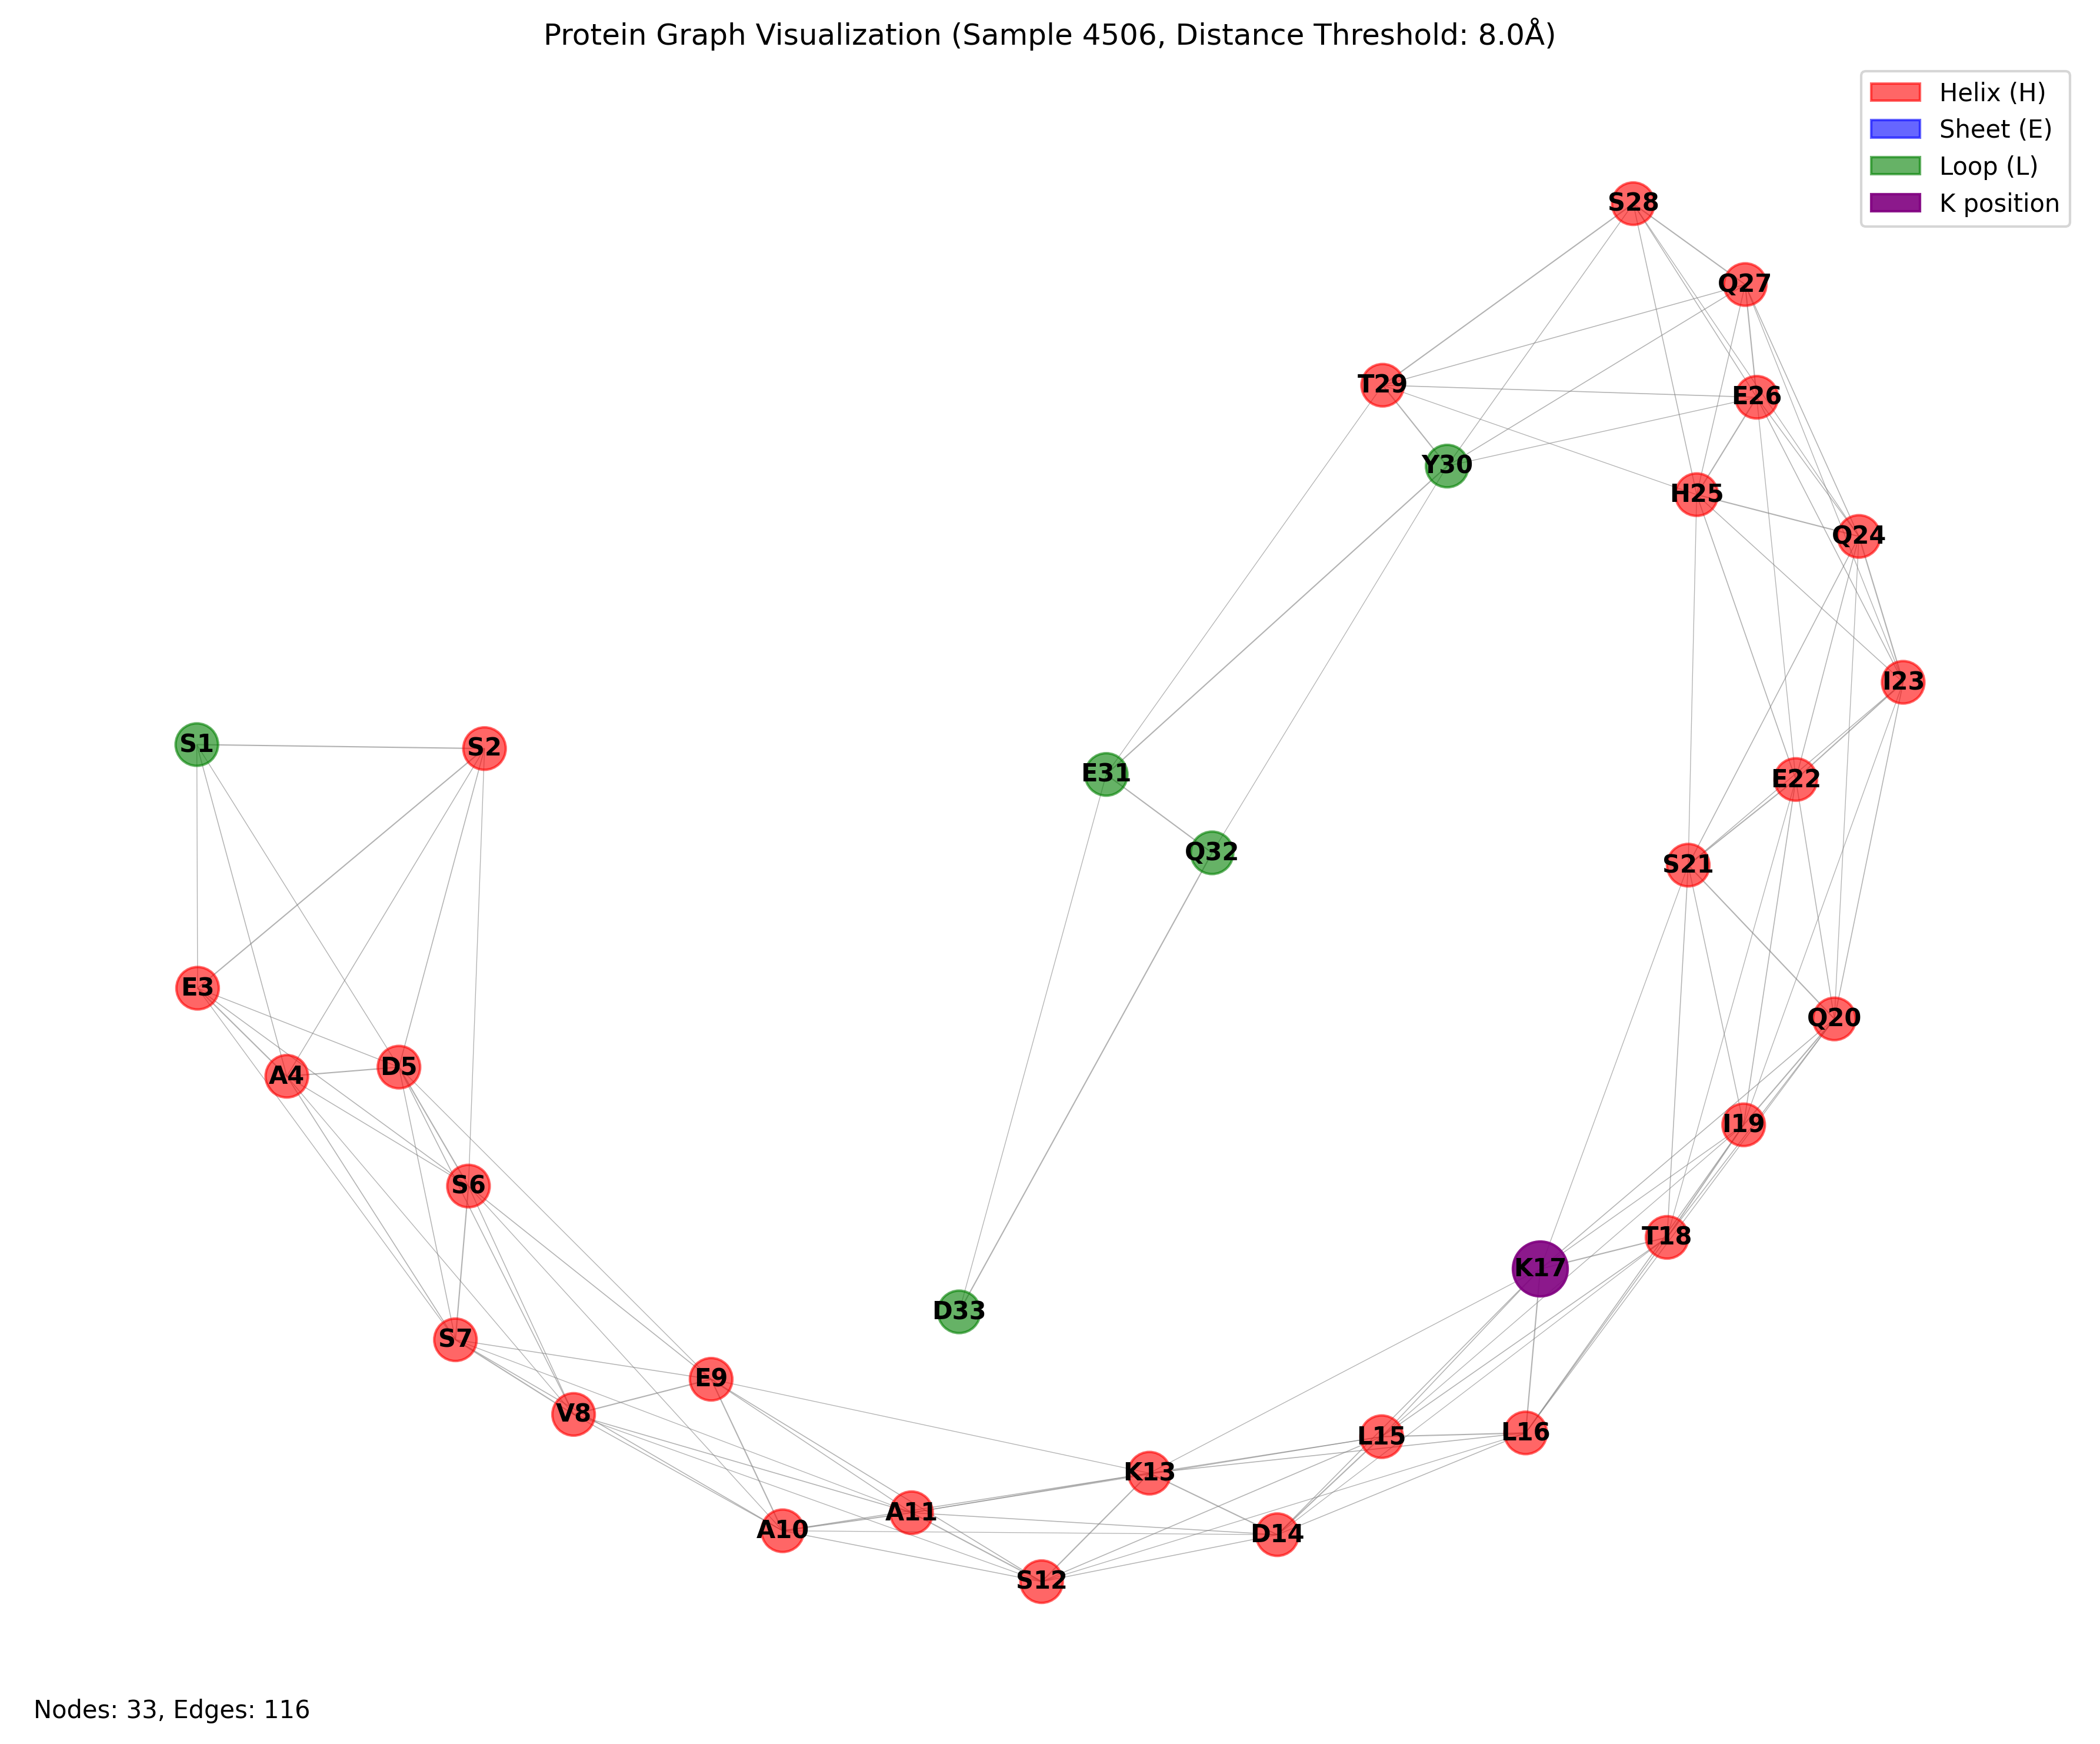 Protein Graph Visualization (Sample 4506, Distance Threshold: 8.0Å)
Helix (H)
Sheet (E)
Loop (L)
K position
S28
Q27
T29
E26
Y30
H25
Q24
I23
S1
S2
E31
E22
Q32
S21
E3
Q20
D5
A4
I19
S6
T18
K17
D33
S7
E9
V8
L16
L15
K13
A11
A10
D14
S12
Nodes: 33, Edges: 116